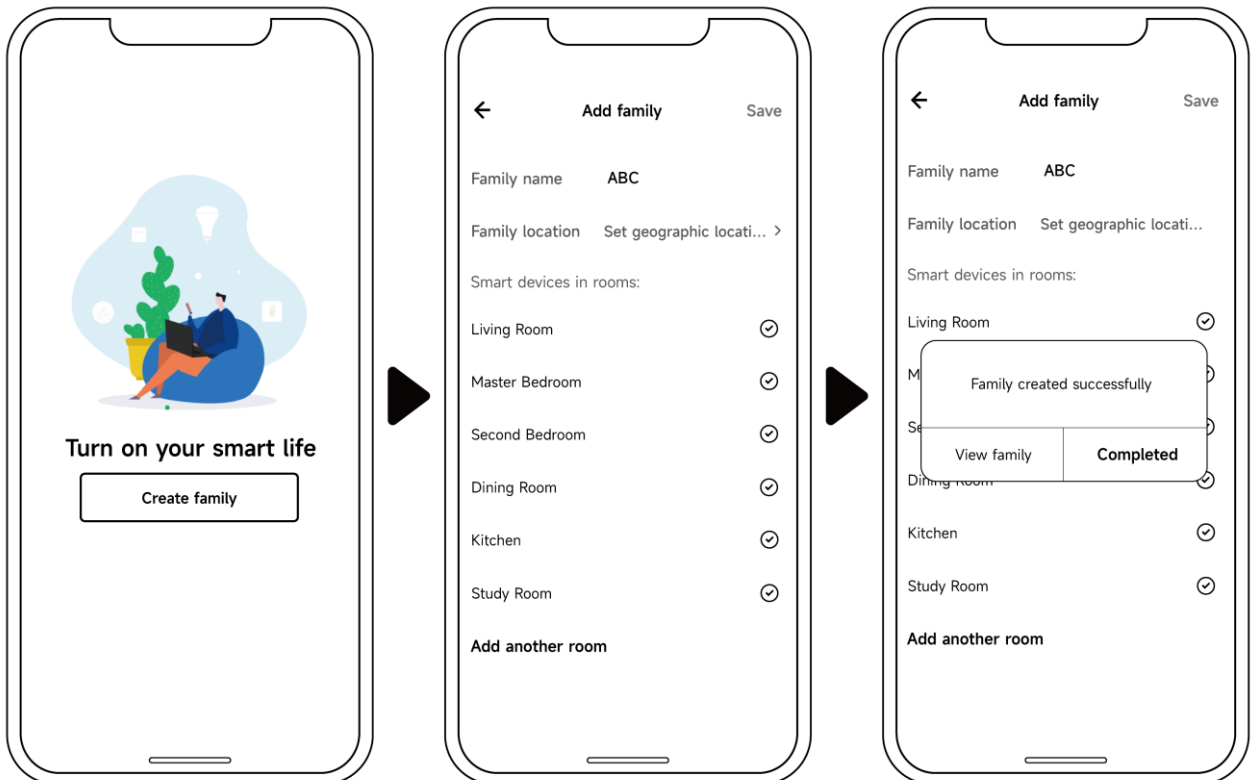 Turn on your smart life
Create family
Add family
Save
Family name
ABC
Family location
Set geographic locati...
Smart devices in rooms:
Living Room
Master Bedroom
Second Bedroom
Dining Room
Kitchen
Study Room
Add another room
Add family
Save
Family name
ABC
Family location
Set geographic locati...
Smart devices in rooms:
Living Room
M
Family created successfully
Se
View family
Completed
Dining Room
Kitchen
Study Room
Add another room